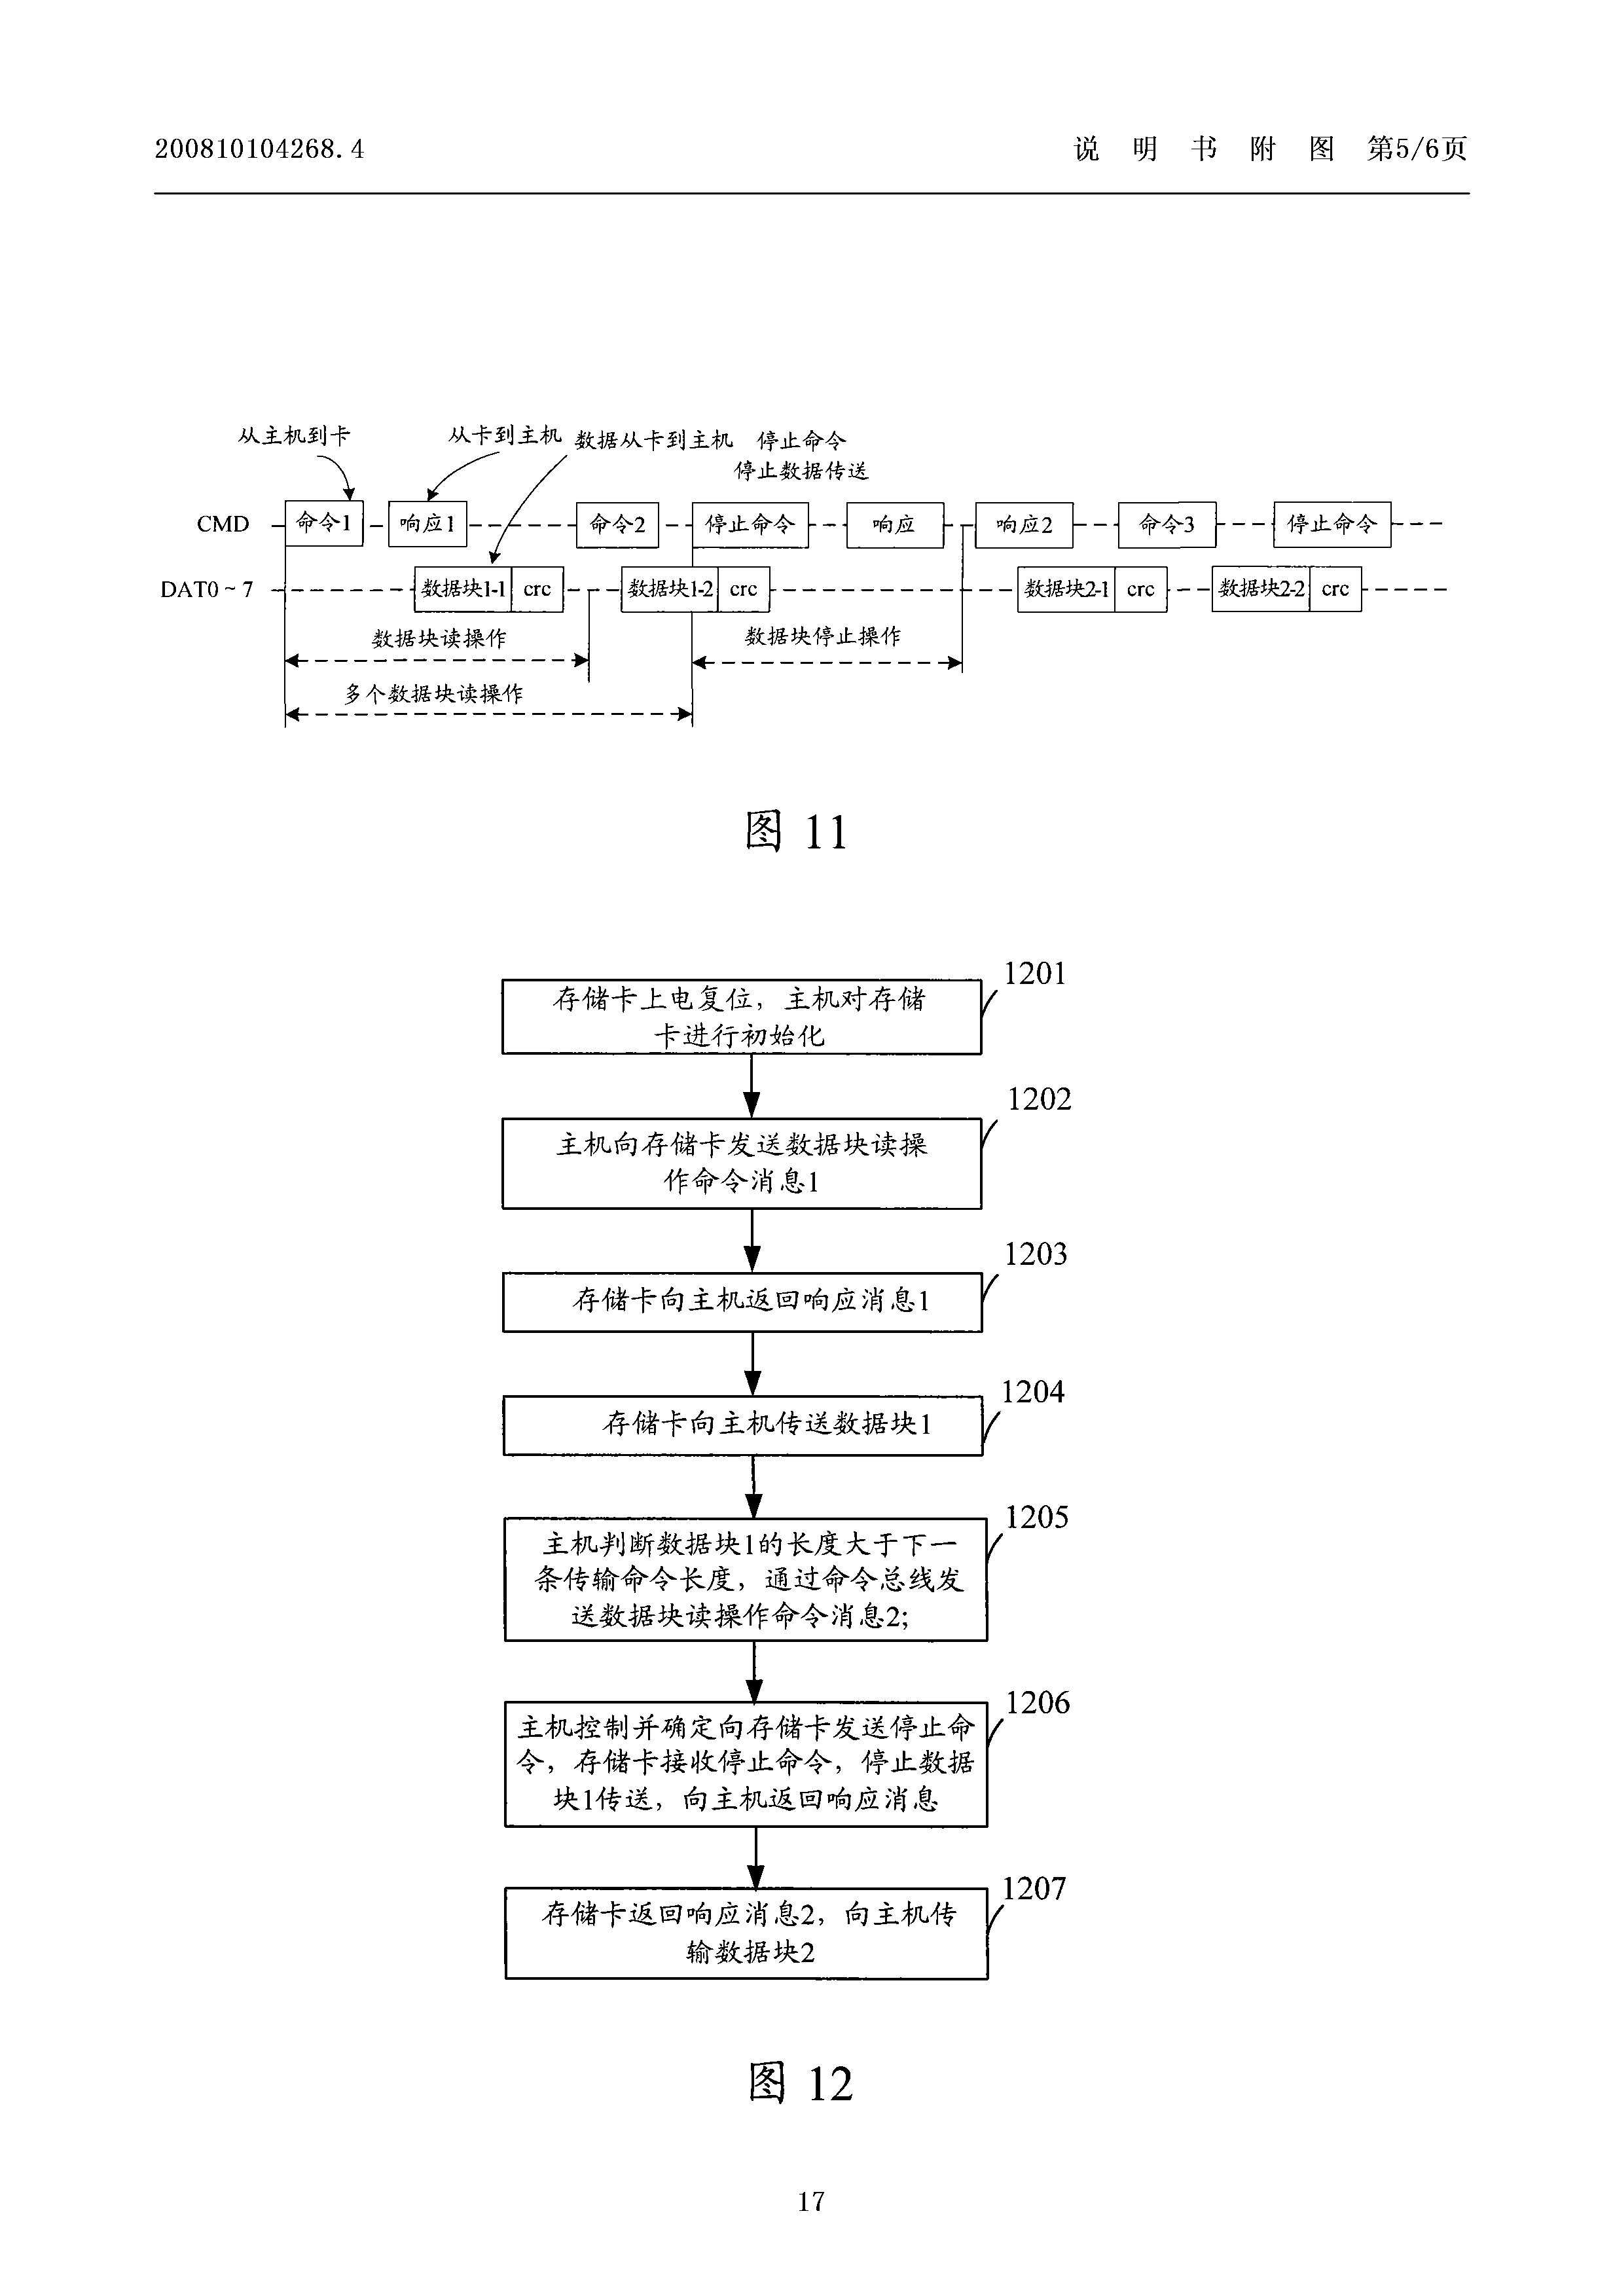 200810104268.4
说 明 书 附 图 第5/6页
从主机到卡
从卡到主机
数据从卡到主机
停止命令
停止数据传送
CMD
命令1
响应1
命令2
停止命令
响应
响应2
命令3
停止命令
DAT0~7
数据块1-1
crc
数据块1-2
crc
数据块2-1
crc
数据块2-2
crc
数据块读操作
数据块停止操作
多个数据块读操作
图 11
1201
存储卡上电复位，主机对存储
卡进行初始化
1202
主机向存储卡发送数据块读操
作命令消息1
1203
存储卡向主机返回响应消息1
1204
存储卡向主机传送数据块1
1205
主机判断数据块1的长度大于下一
条传输命令长度，通过命令总线发
送数据块读操作命令消息2;
1206
主机控制并确定向存储卡发送停止命
令，存储卡接收停止命令，停止数据
块1传送，向主机返回响应消息
1207
存储卡返回响应消息2，向主机传
输数据块2
图 12
17